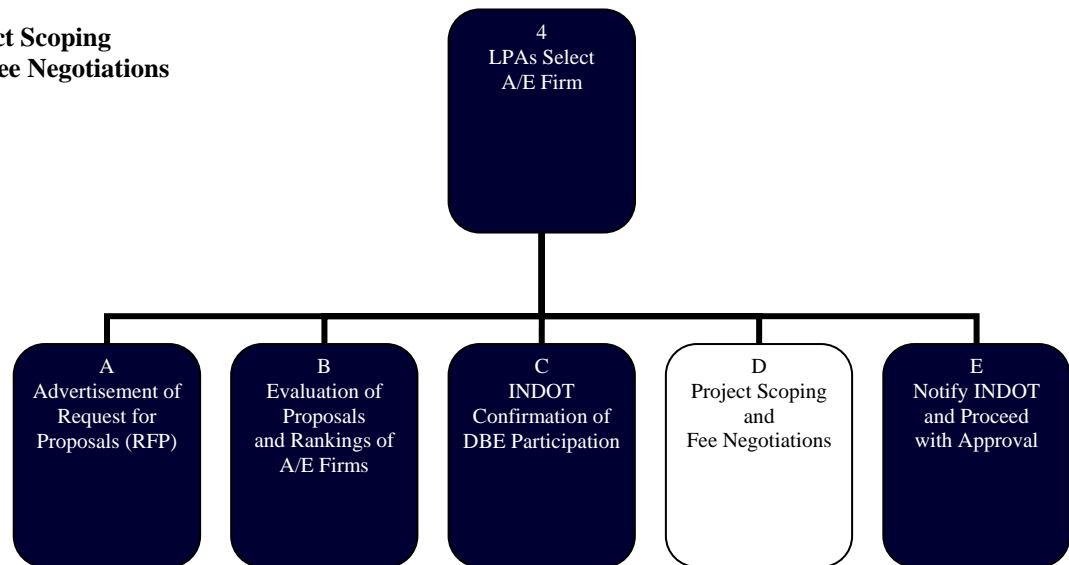 ct Scoping
ee Negotiations
4
LPAs Select
A/E Firm
A
Advertisement of
Request for
Proposals (RFP)
B
Evaluation of
Proposals
and Rankings of
A/E Firms
C
INDOT
Confirmation of
DBE Participation
D
Project Scoping
and
Fee Negotiations
E
Notify INDOT
and Proceed
with Approval